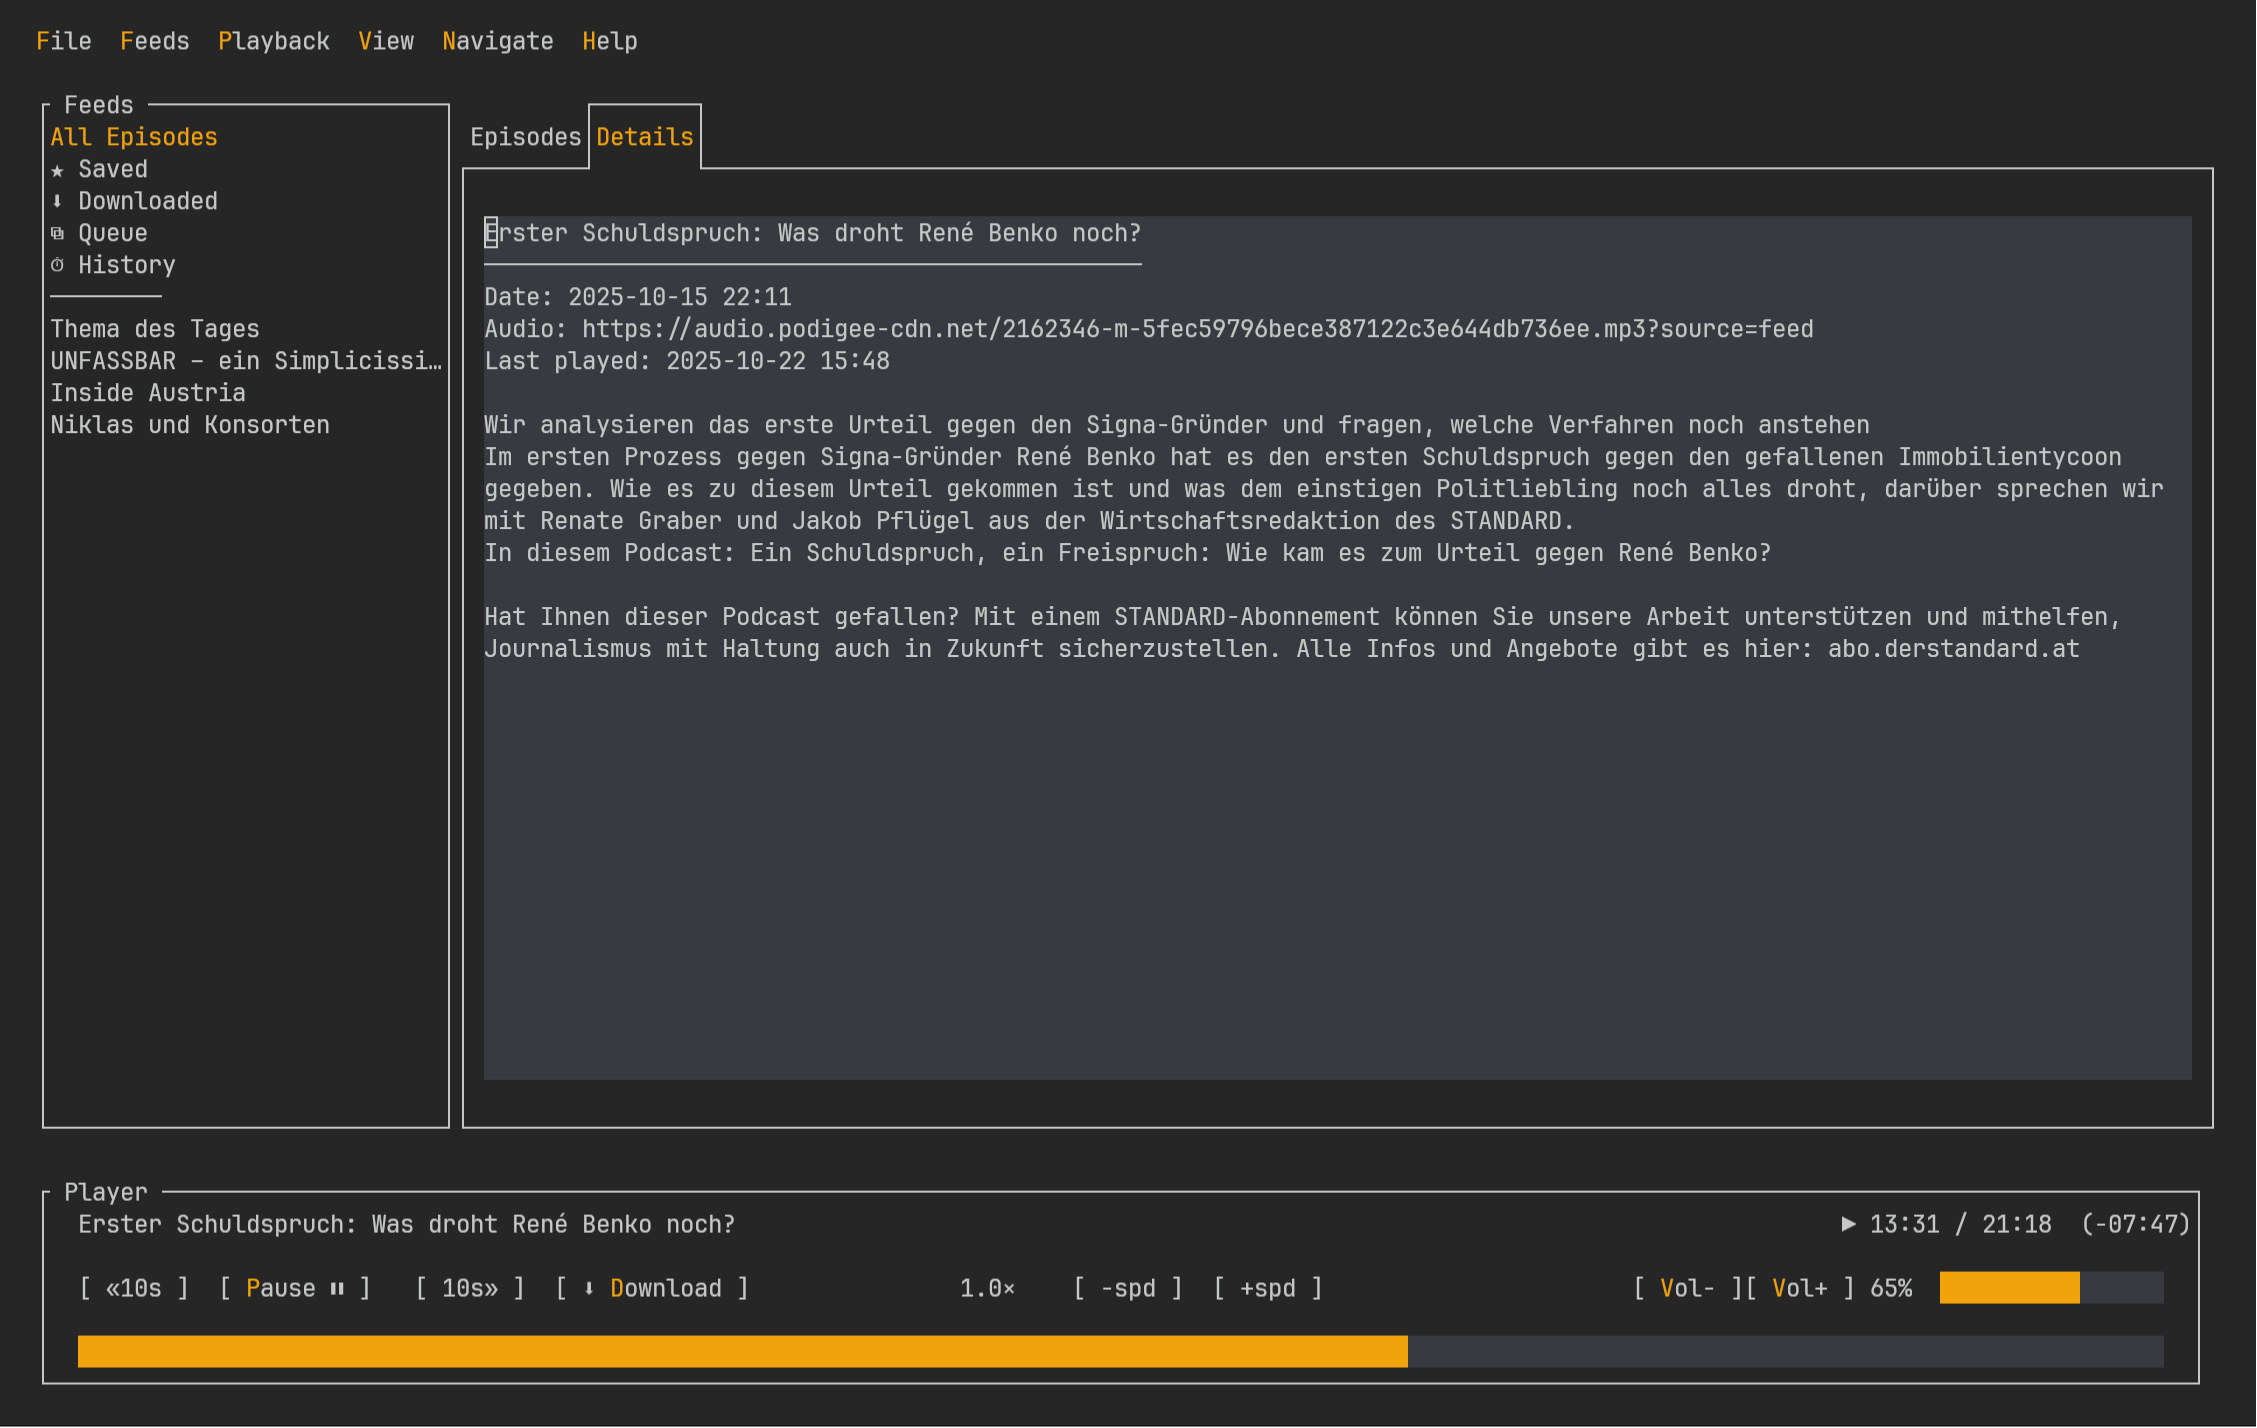 File Feeds Playback View Navigate Help
Feeds
All Episodes
★ Saved
⬇ Downloaded
⧉ Queue
⏱ History
Thema des Tages
UNFASSBAR – ein Simplicissi…
Inside Austria
Niklas und Konsorten
Episodes Details
Erster Schuldspruch: Was droht René Benko noch?
Date: 2025-10-15 22:11
Audio: https://audio.podigee-cdn.net/2162346-m-5fec59796bece387122c3e644db736ee.mp3?source=feed
Last played: 2025-10-22 15:48
Wir analysieren das erste Urteil gegen den Signa-Gründer und fragen, welche Verfahren noch anstehen
Im ersten Prozess gegen Signa-Gründer René Benko hat es den ersten Schuldspruch gegen den gefallenen Immobilientycoon
gegeben. Wie es zu diesem Urteil gekommen ist und was dem einstigen Politliebling noch alles droht, darüber sprechen wir
mit Renate Graber und Jakob Pflügel aus der Wirtschaftsredaktion des STANDARD.
In diesem Podcast: Ein Schuldspruch, ein Freispruch: Wie kam es zum Urteil gegen René Benko?
Hat Ihnen dieser Podcast gefallen? Mit einem STANDARD-Abonnement können Sie unsere Arbeit unterstützen und mithelfen,
Journalismus mit Haltung auch in Zukunft sicherzustellen. Alle Infos und Angebote gibt es hier: abo.derstandard.at
Player
Erster Schuldspruch: Was droht René Benko noch? ▶ 13:31 / 21:18 (-07:47)
[ «10s ] [ Pause ⏸ ] [ 10s» ] [ ⬇ Download ] 1.0× [ -spd ] [ +spd ] [ Vol- ][ Vol+ ] 65%